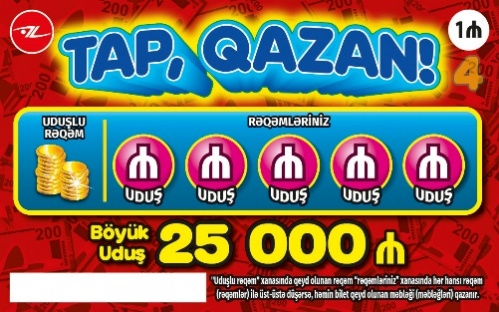 1 ₼
TAP, QAZAN!
4
UDUŞLU
RƏQƏM
RƏQƏMLƏRİNİZ
₼ ₼ ₼ ₼ ₼
UDUŞ UDUŞ UDUŞ UDUŞ UDUŞ
Böyük
Uduş 25 000 ₼
"Uduşlu rəqəm" xanasında qeyd olunan rəqəm "rəqəmləriniz" xanasında hər hansı rəqəm
(rəqəmlər) ilə üst-üstə düşərsə, həmin bilet qeyd olunan məbləği (məbləğləri) qazanır.